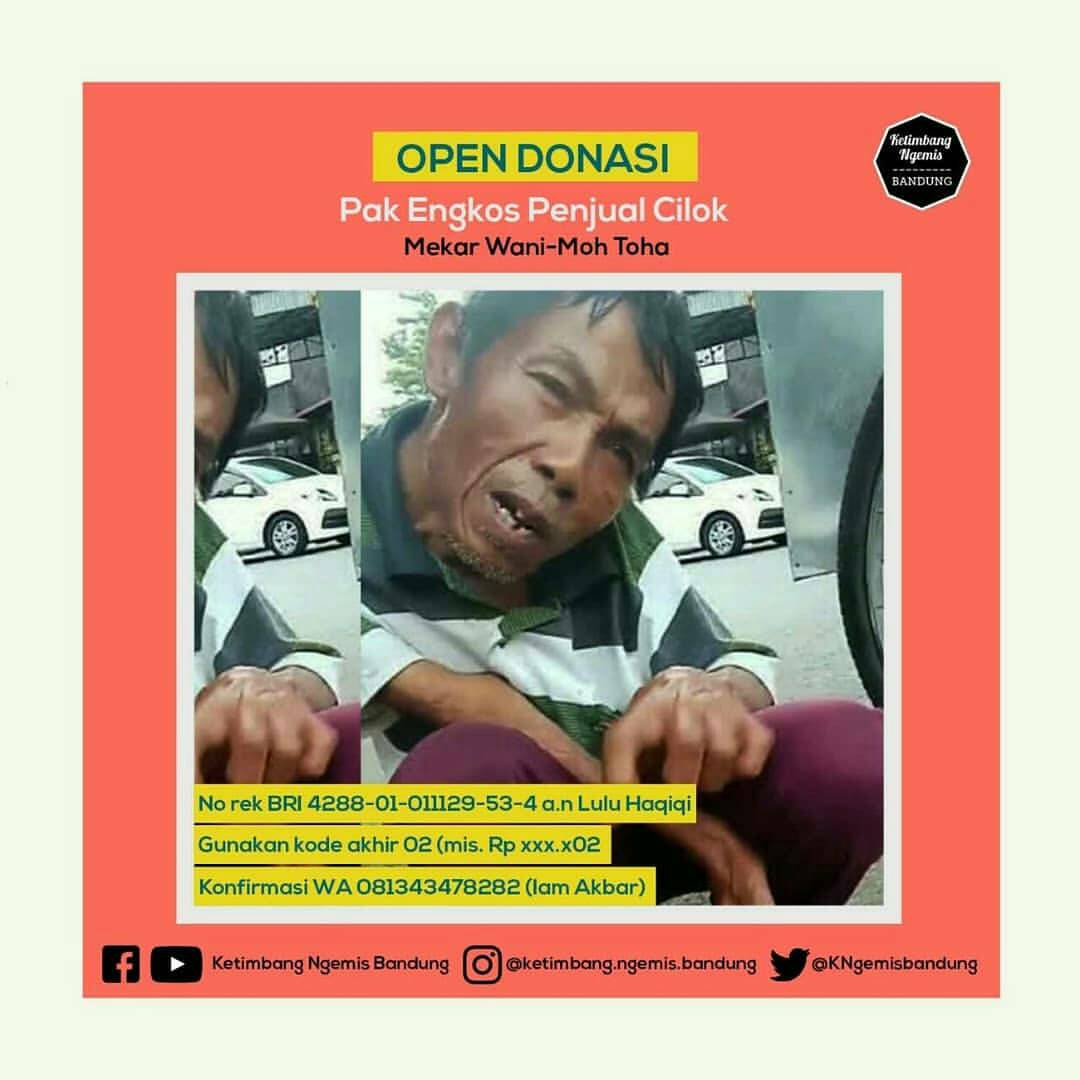 Ketimbang
Ngemis
BANDUNG
OPEN DONASI
Pak Engkos Penjual Cilok
Mekar Wani-Moh Toha
No rek BRI 4288-01-011129-53-4 a.n Lulu Haqiqi
Gunakan kode akhir 02 (mis. Rp xxx.x02
Konfirmasi WA 081343478282 (Iam Akbar)
Ketimbang Ngemis Bandung
@ketimbang.ngemis.bandung
@KNgemisbandung